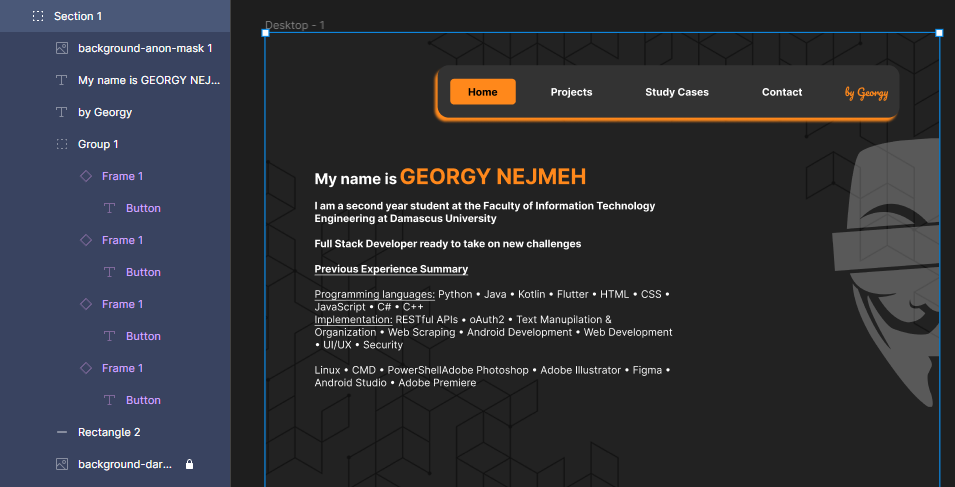 Section 1
background-anon-mask 1
My name is GEORGY NEJ...
by Georgy
Group 1
Frame 1
Button
Frame 1
Button
Frame 1
Button
Frame 1
Button
Rectangle 2
background-dar...
Desktop - 1
Home Projects Study Cases Contact by Georgy
My name is GEORGY NEJMEH
I am a second year student at the Faculty of Information Technology
Engineering at Damascus University
Full Stack Developer ready to take on new challenges
Previous Experience Summary
Programming languages: Python • Java • Kotlin • Flutter • HTML • CSS •
JavaScript • C# • C++
Implementation: RESTful APIs • oAuth2 • Text Manupilation &
Organization • Web Scraping • Android Development • Web Development
• UI/UX • Security
Linux • CMD • PowerShellAdobe Photoshop • Adobe Illustrator • Figma •
Android Studio • Adobe Premiere